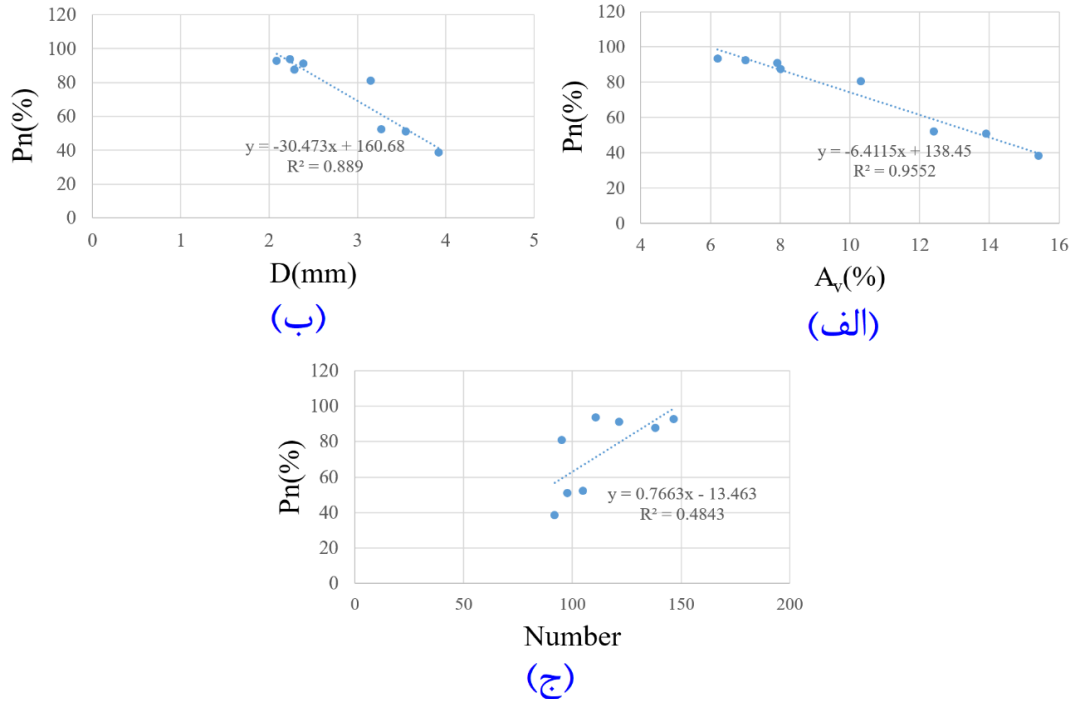 120
100
80
60
40
20
0
Pn(%)
y = -30.473x + 160.68
R² = 0.889
0 1 2 3 4 5
D(mm)
(ب)
120
100
80
60
40
20
0
Pn(%)
y = -6.4115x + 138.45
R² = 0.9552
4 6 8 10 12 14 16
Aᵥ(%)
(الف)
120
100
80
60
40
20
0
Pn(%)
y = 0.7663x - 13.463
R² = 0.4843
0 50 100 150 200
Number
(ج)